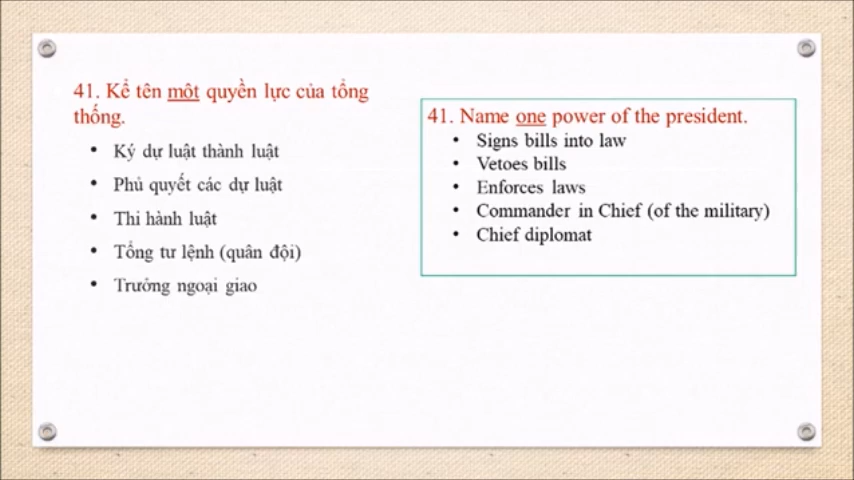 41. Kể tên một quyền lực của tổng
thống.
• Ký dự luật thành luật
• Phủ quyết các dự luật
• Thi hành luật
• Tổng tư lệnh (quân đội)
• Trưởng ngoại giao
41. Name one power of the president.
• Signs bills into law
• Vetoes bills
• Enforces laws
• Commander in Chief (of the military)
• Chief diplomat